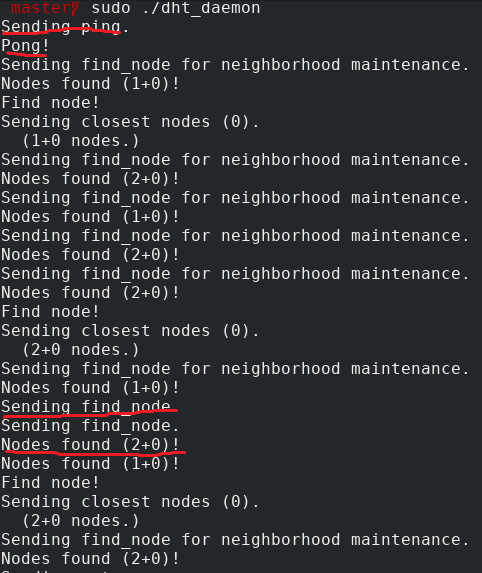 master? sudo ./dht_daemon
Sending ping.
Pong!
Sending find_node for neighborhood maintenance.
Nodes found (1+0)!
Find node!
Sending closest nodes (0).
(1+0 nodes.)
Sending find_node for neighborhood maintenance.
Nodes found (2+0)!
Sending find_node for neighborhood maintenance.
Nodes found (1+0)!
Sending find_node for neighborhood maintenance.
Nodes found (2+0)!
Sending find_node for neighborhood maintenance.
Nodes found (2+0)!
Find node!
Sending closest nodes (0).
(2+0 nodes.)
Sending find_node for neighborhood maintenance.
Nodes found (1+0)!
Sending find_node
Sending find_node.
Nodes found (2+0)!
Nodes found (1+0)!
Find node!
Sending closest nodes (0).
(2+0 nodes.)
Sending find_node for neighborhood maintenance.
Nodes found (2+0)!